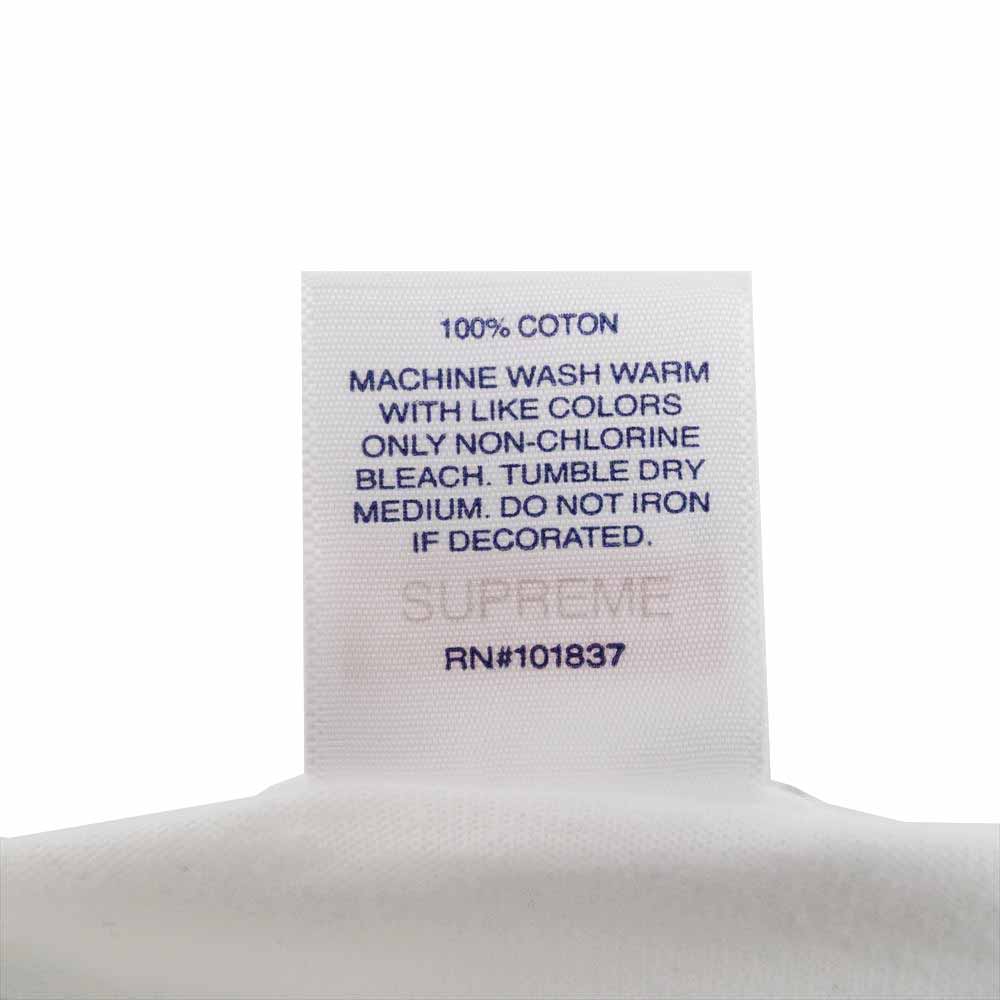 100% COTON
MACHINE WASH WARM
WITH LIKE COLORS
ONLY NON-CHLORINE
BLEACH. TUMBLE DRY
MEDIUM. DO NOT IRON
IF DECORATED.
SUPREME
RN#101837